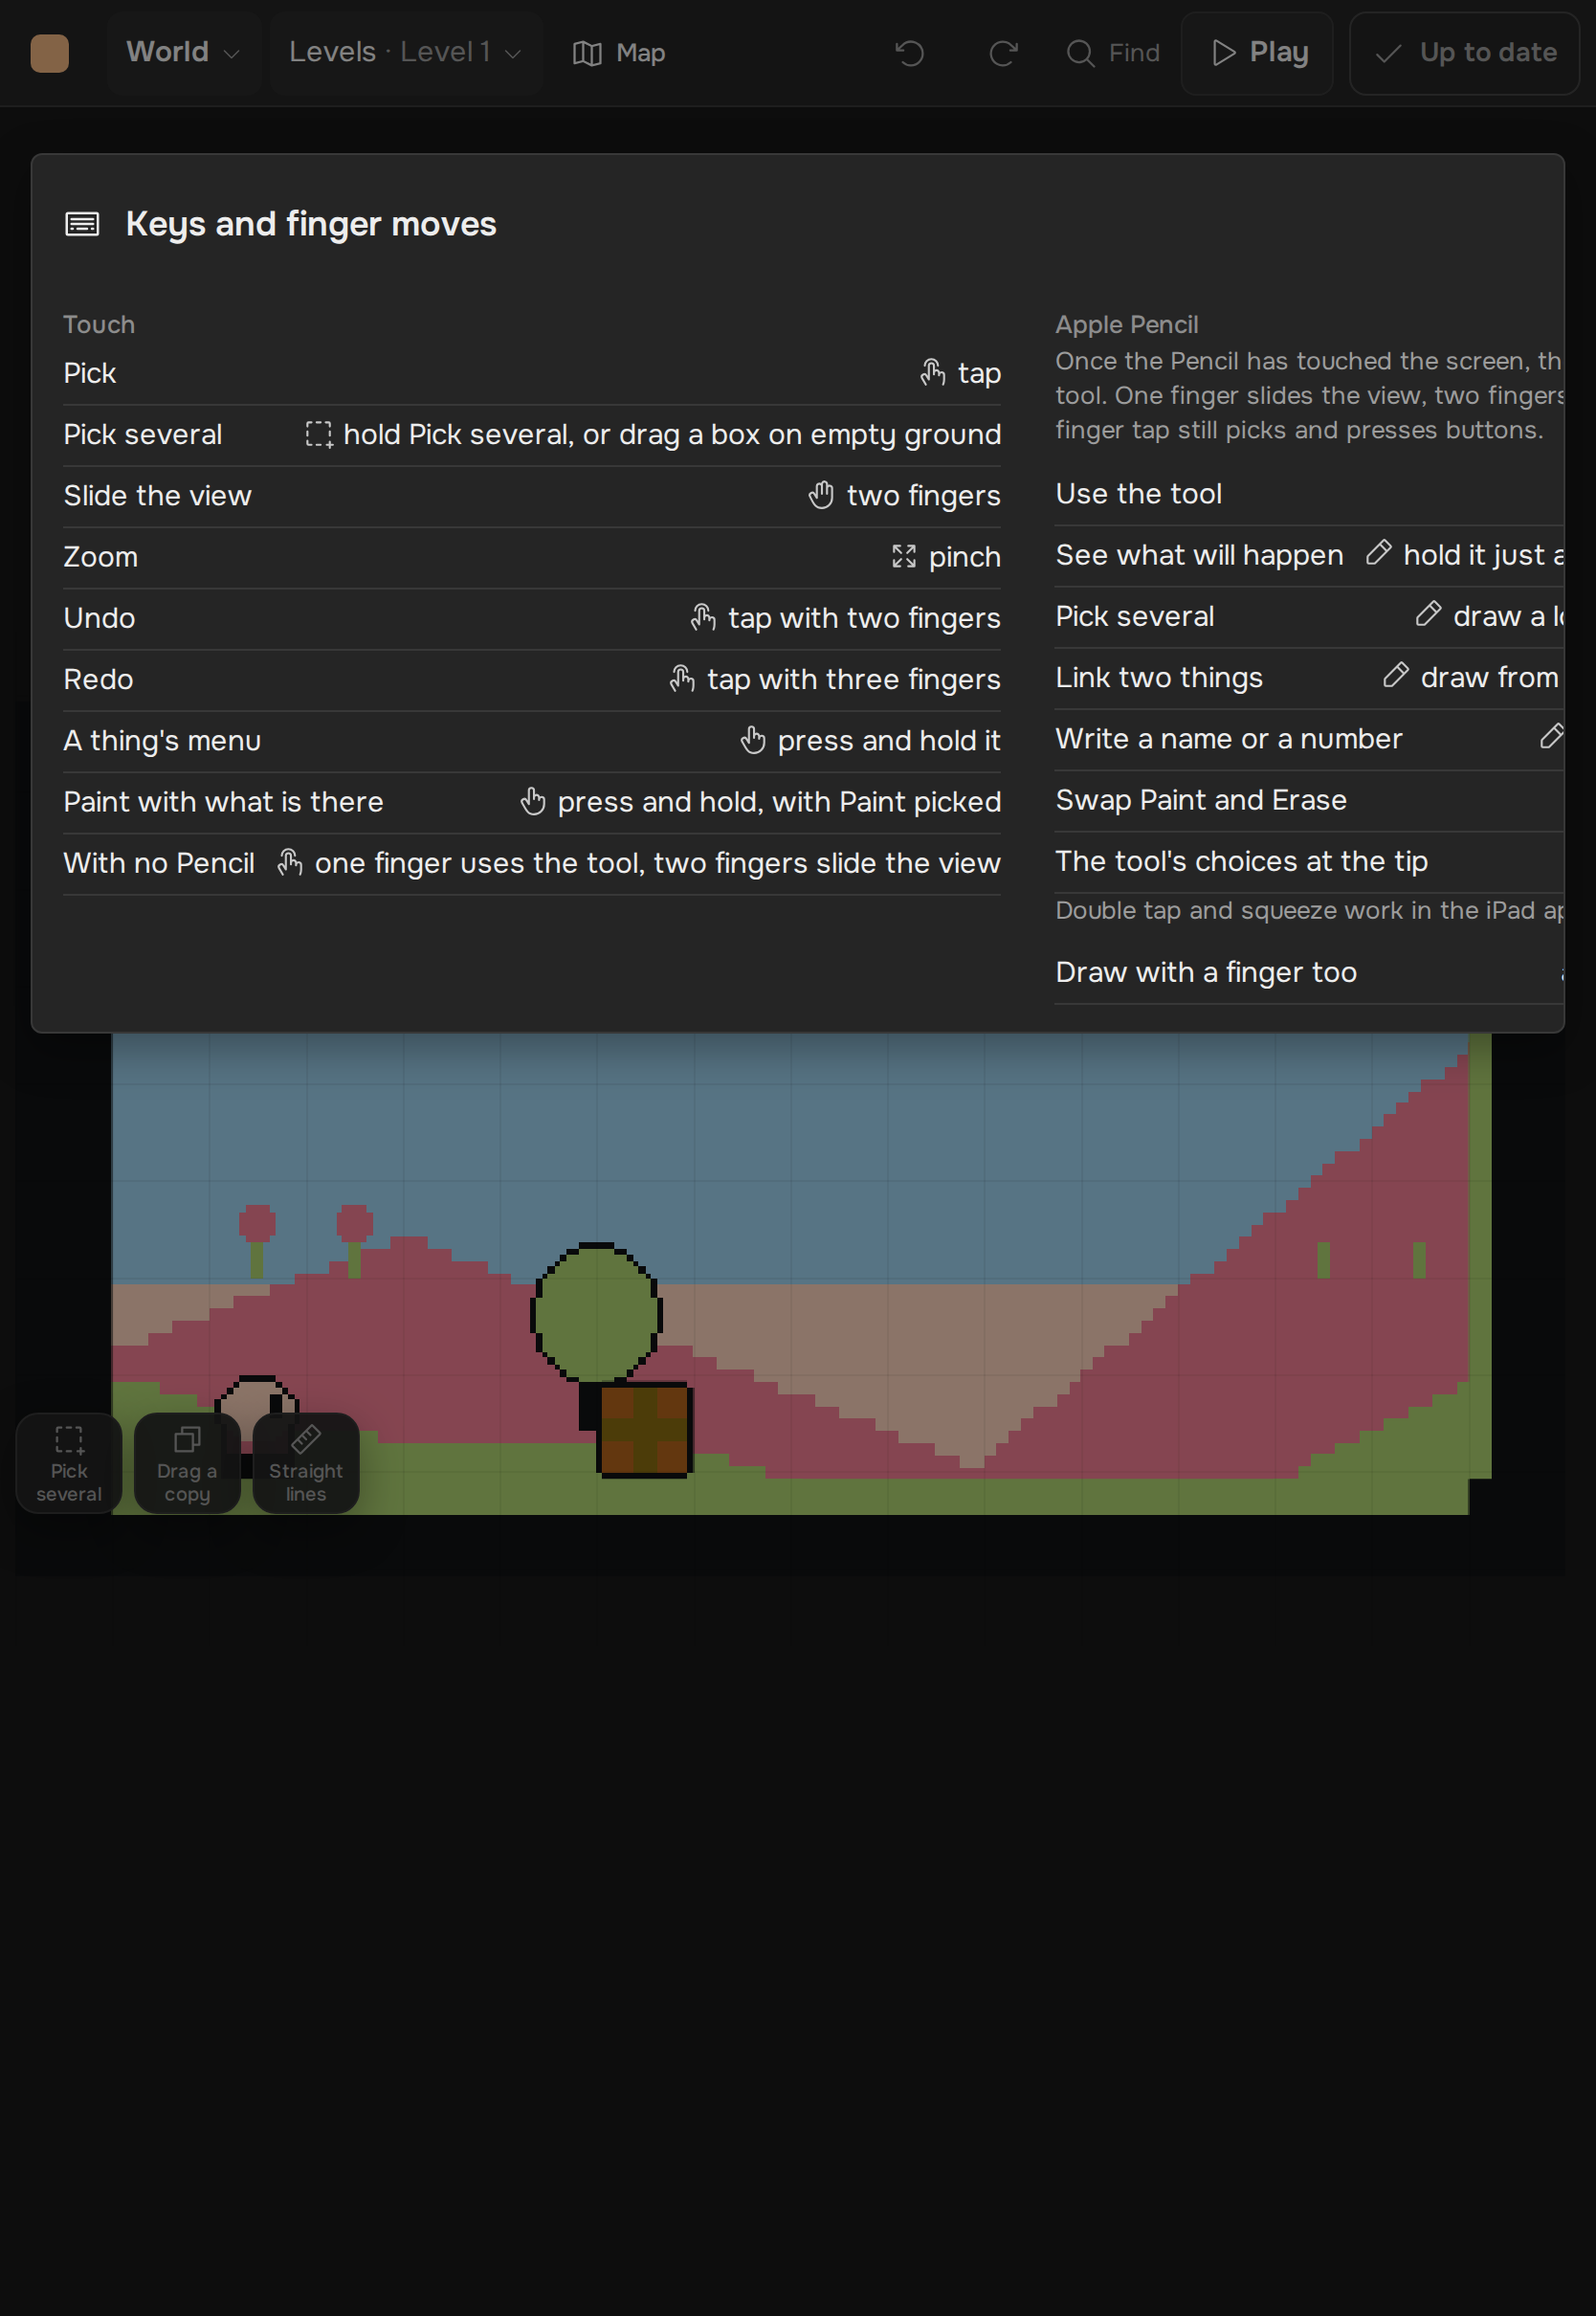 World
Levels · Level 1
Map
Find
Play
Up to date
Keys and finger moves
Touch
Pick tap
Pick several hold Pick several, or drag a box on empty ground
Slide the view two fingers
Zoom pinch
Undo tap with two fingers
Redo tap with three fingers
A thing's menu press and hold it
Paint with what is there press and hold, with Paint picked
With no Pencil one finger uses the tool, two fingers slide the view
Apple Pencil
Once the Pencil has touched the screen,
tool. One finger slides the view, two fingers
finger tap still picks and presses buttons.
Use the tool
See what will happen hold it just
Pick several draw a
Link two things draw from
Write a name or a number
Swap Paint and Erase
The tool's choices at the tip
Double tap and squeeze work in the iPad
Draw with a finger too
Pick
several
Drag a
copy
Straight
lines